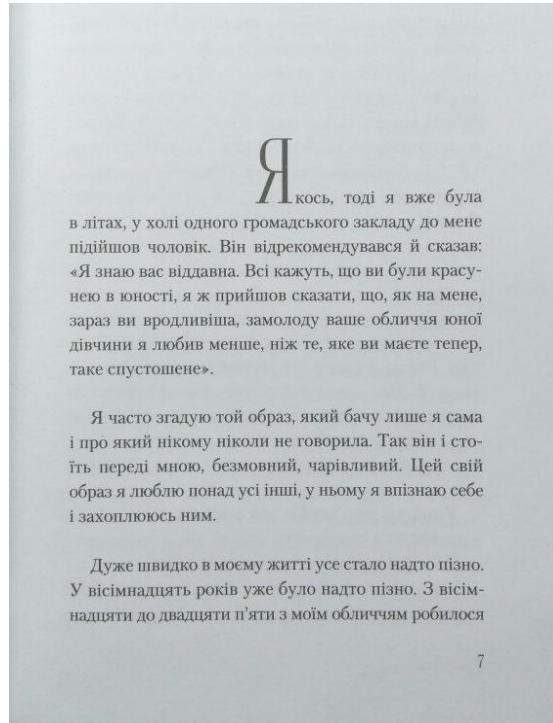 Якось, тоді я вже була
в літах, у холі одного громадського закладу до мене
підійшов чоловік. Він відрекомендувався й сказав:
«Я знаю вас віддавна. Всі кажуть, що ви були красу-
нею в юності, я ж прийшов сказати, що, як на мене,
зараз ви вродливіша, замолоду ваше обличчя юної
дівчини я любив менше, ніж те, яке ви маєте тепер,
таке спустошене».
Я часто згадую той образ, який бачу лише я сама
і про який нікому ніколи не говорила. Так він і сто-
їть переді мною, безмовний, чарівливий. Цей свій
образ я люблю понад усі інші, у ньому я впізнаю себе
і захоплююсь ним.
Дуже швидко в моєму житті усе стало надто пізно.
У вісімнадцять років уже було надто пізно. З вісім-
надцяти до двадцяти п’яти з моїм обличчям робилося
7